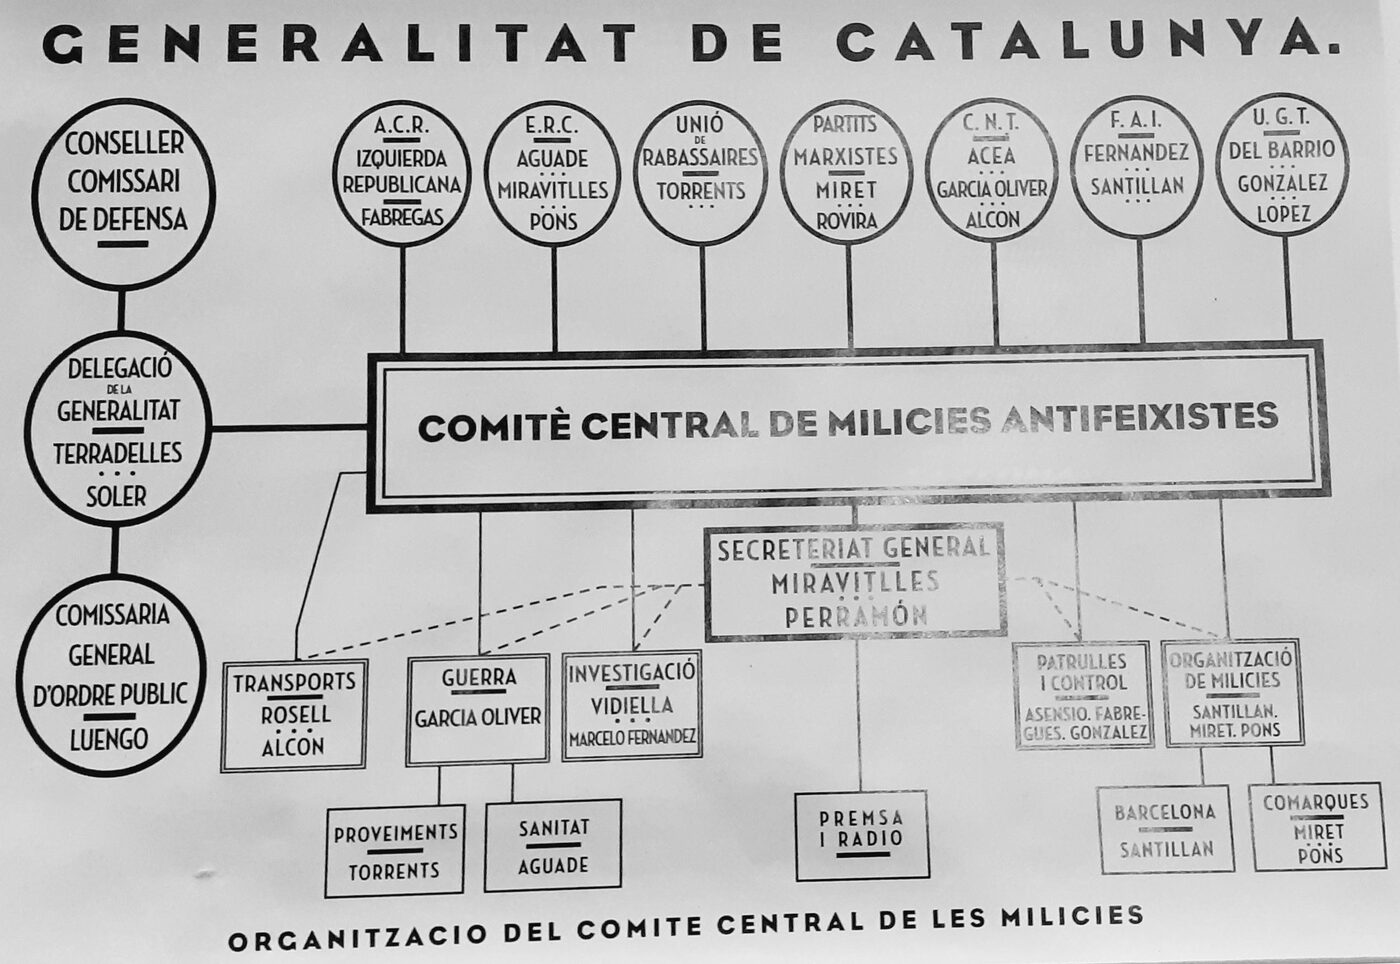 GENERALITAT DE CATALUNYA.
CONSELLER
COMISSARI
DE DEFENSA
A.C.R.
IZQUIERDA
REPUBLICANA
FABREGAS
E.R.C.
AGUADE
MIRAVITLLES
PONS
UNIÓ
DE
RABASSAIRES
TORRENTS
PARTITS
MARXISTES
MIRET
ROVIRA
C.N.T.
ACEA
GARCIA OLIVER
ALCON
F.A.I.
FERNANDEZ
SANTILLAN
U.G.T.
DEL BARRIO
GONZALEZ
LOPEZ
DELEGACIÓ
DE LA
GENERALITAT
TERRADELLES
SOLER
COMITÈ CENTRAL DE MILICIES ANTIFEIXISTES
COMISSARIA
GENERAL
D'ORDRE PUBLIC
LUENGO
SECRETERIAT GENERAL
MIRAVITLLES
PERRAMÓN
TRANSPORTS
ROSELL
ALCON
GUERRA
GARCIA OLIVER
INVESTIGACIÓ
VIDIELLA
MARCELO FERNANDEZ
PATRULLES
I CONTROL
ASENSIO. FABRE-
GUES. GONZALEZ
ORGANITZACIÓ
DE MILICIES
SANTILLAN.
MIRET. PONS
PROVEIMENTS
TORRENTS
SANITAT
AGUADE
PREMSA
I RADIO
BARCELONA
SANTILLAN
COMARQUES
MIRET
PONS
ORGANITZACIO DEL COMITE CENTRAL DE LES MILICIES